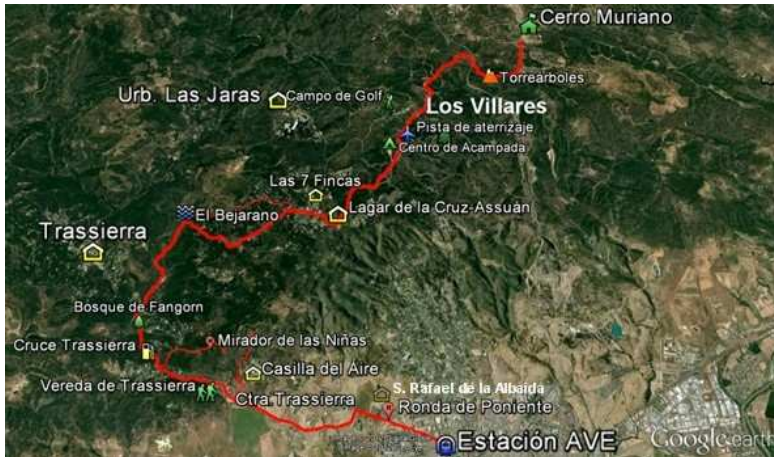 Cerro Muriano
Torreárboles
Urb. Las Jaras
Campo de Golf
Los Villares
Pista de aterrizaje
Centro de Acampada
Las 7 Fincas
Lagar de la Cruz-Assuán
El Bejarano
Trassierra
Bosque de Fangorn
Cruce Trassierra
Mirador de las Niñas
Casilla del Aire
Vereda de Trassierra
S. Rafael de la Albaida
Ctra Trassierra
Ronda de Poniente
Estación AVE
Google earth